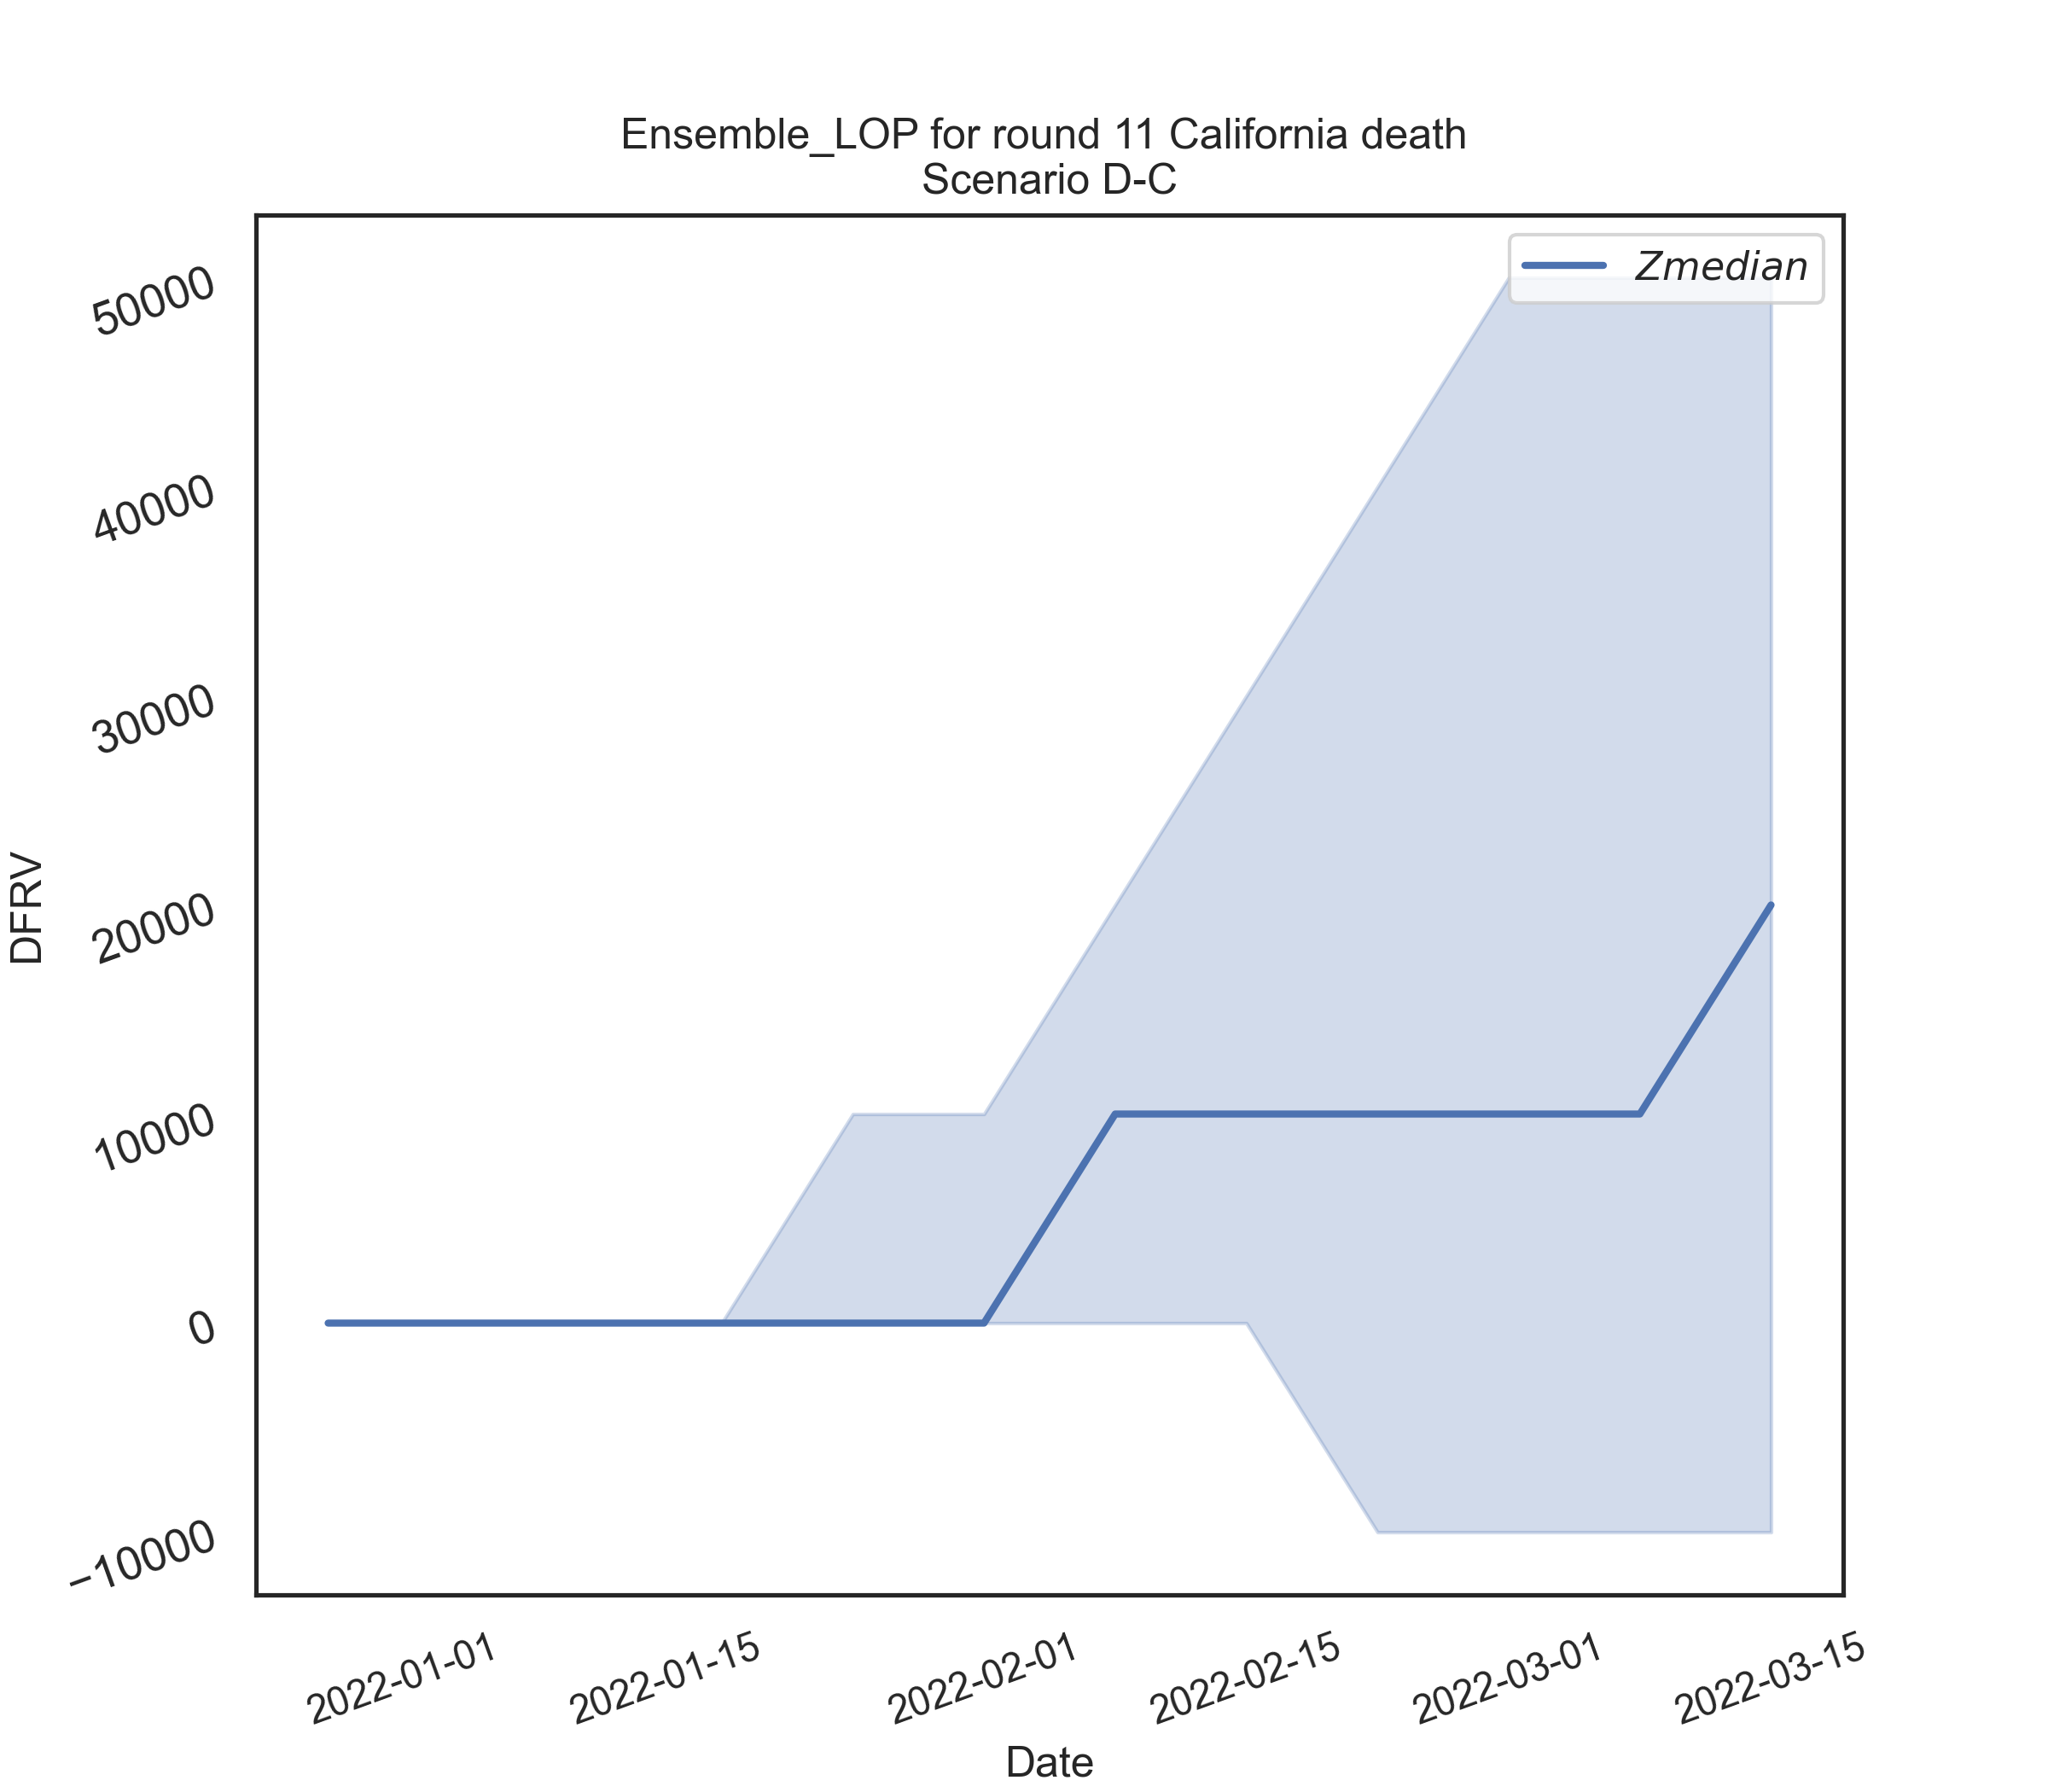 Ensemble_LOP for round 11 California death
Scenario D-C
Zmedian
50000
40000
30000
20000
10000
0
−10000
DFRV
2022-01-01
2022-01-15
2022-02-01
2022-02-15
2022-03-01
2022-03-15
Date